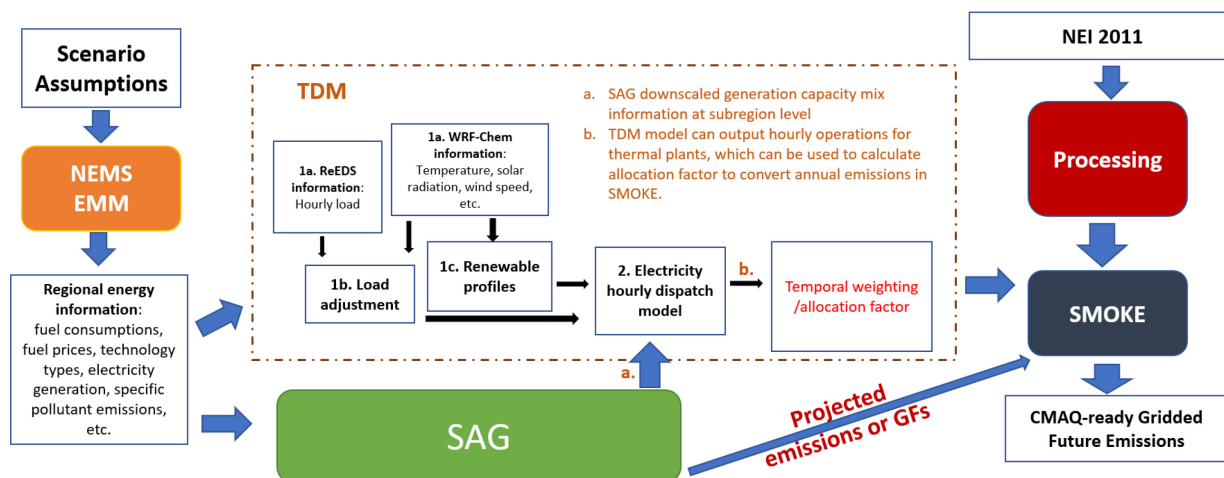 Scenario
Assumptions
NEMS
EMM
Regional energy
information:
fuel consumptions,
fuel prices, technology
types, electricity
generation, specific
pollutant emissions,
etc.
TDM
a. SAG downscaled generation capacity mix
information at subregion level
b. TDM model can output hourly operations for
thermal plants, which can be used to calculate
allocation factor to convert annual emissions in
SMOKE.
1a. ReEDS
information:
Hourly load
1a. WRF-Chem
information:
Temperature, solar
radiation, wind speed,
etc.
1b. Load
adjustment
1c. Renewable
profiles
2. Electricity
hourly dispatch
model
b.
Temporal weighting
/allocation factor
a.
SAG
Projected
emissions or GFs
NEI 2011
Processing
SMOKE
CMAQ-ready Gridded
Future Emissions